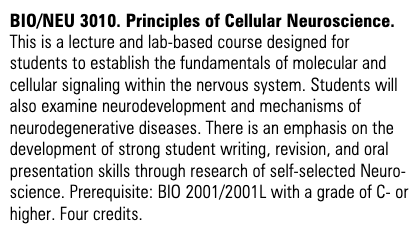 BIO/NEU 3010. Principles of Cellular Neuroscience.
This is a lecture and lab-based course designed for
students to establish the fundamentals of molecular and
cellular signaling within the nervous system. Students will
also examine neurodevelopment and mechanisms of
neurodegenerative diseases. There is an emphasis on the
development of strong student writing, revision, and oral
presentation skills through research of self-selected Neuro-
science. Prerequisite: BIO 2001/2001L with a grade of C- or
higher. Four credits.